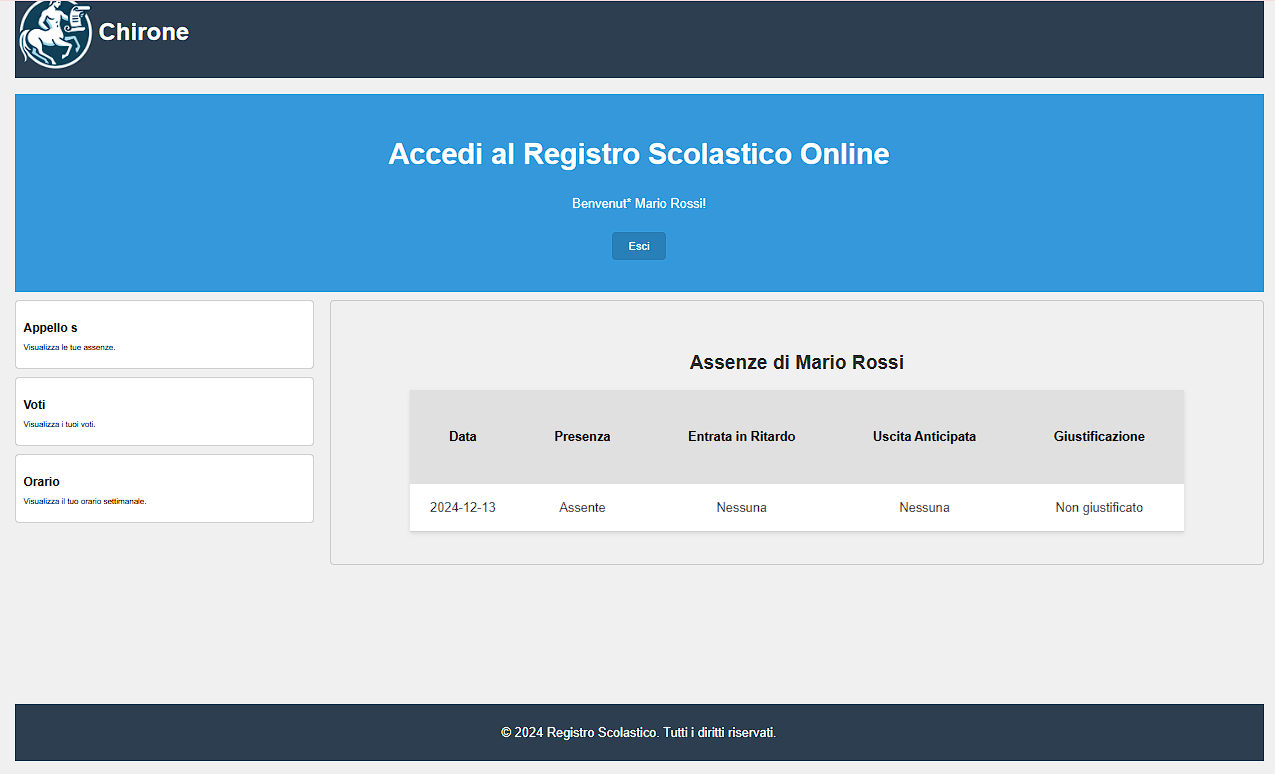 Chirone
Accedi al Registro Scolastico Online
Benvenut* Mario Rossi!
Esci
Appello s
Visualizza le tue assenze.
Voti
Visualizza i tuoi voti.
Orario
Visualizza il tuo orario settimanale.
Assenze di Mario Rossi
Data Presenza Entrata in Ritardo Uscita Anticipata Giustificazione
2024-12-13 Assente Nessuna Nessuna Non giustificato
© 2024 Registro Scolastico. Tutti i diritti riservati.